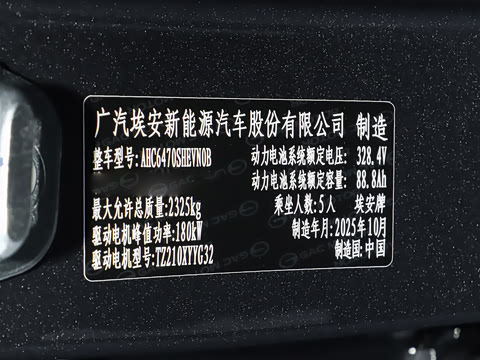 广汽埃安新能源汽车股份有限公司 制造
整车型号:AHC6470SHEVN0B 动力电池系统额定电压: 328.4V
动力电池系统额定容量: 88.8Ah
最大允许总质量:2325kg 乘坐人数:5人 埃安牌
驱动电机峰值功率:180kW 制造年月:2025年10月
驱动电机型号:TZ210XYYG32 制造国:中国